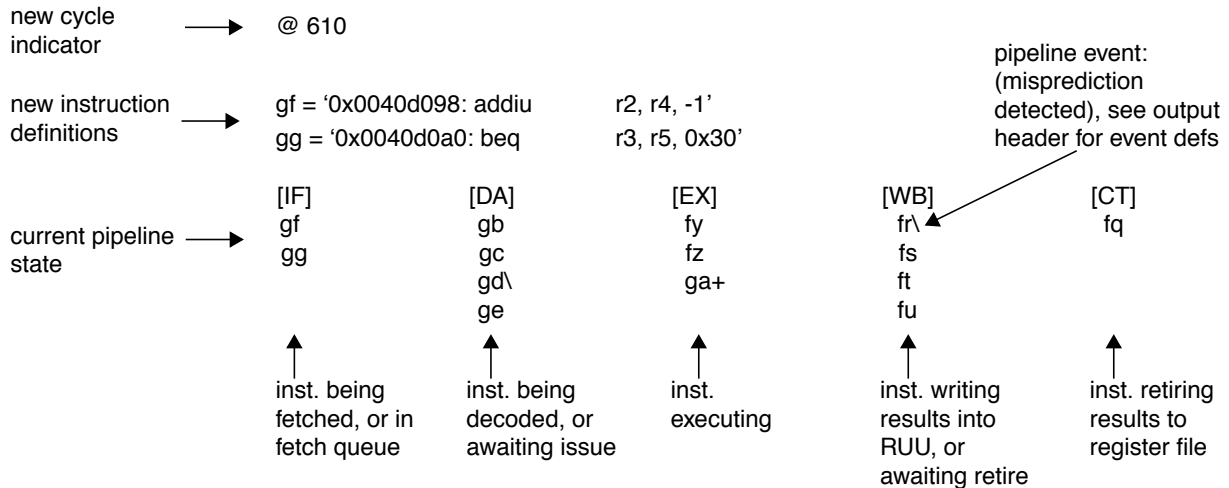 new cycle
indicator
@ 610
pipeline event:
(misprediction
detected), see output
header for event defs
new instruction
definitions
gf = ‘0x0040d098: addiu r2, r4, -1’
gg = ‘0x0040d0a0: beq r3, r5, 0x30’
current pipeline
state
[IF] [DA] [EX] [WB] [CT]
gf gb fy fr\ fq
gg gc fz fs
gd\ ga+ ft
ge fu
inst. being
fetched, or in
fetch queue
inst. being
decoded, or
awaiting issue
inst.
executing
inst. writing
results into
RUU, or
awaiting retire
inst. retiring
results to
register file